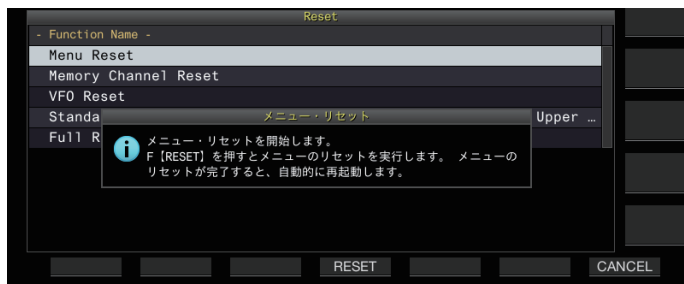 Reset
- Function Name -
Menu Reset
Memory Channel Reset
VFO Reset
Standa
Upper …
Full R
メニュー・リセット
メニュー・リセットを開始します。
F【RESET】を押すとメニューのリセットを実行します。 メニューの
リセットが完了すると、自動的に再起動します。
RESET
CANCEL